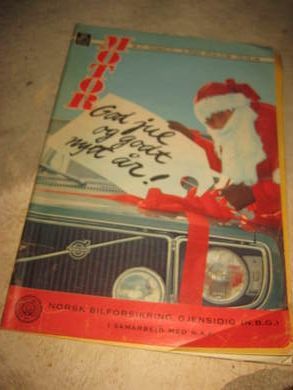 MOTOR
God jul
og godt
nytt år!
NORSK BILFORSIKRING GJENSIDIG (N.B.G.)
I SAMARBEID MED N.A.F.